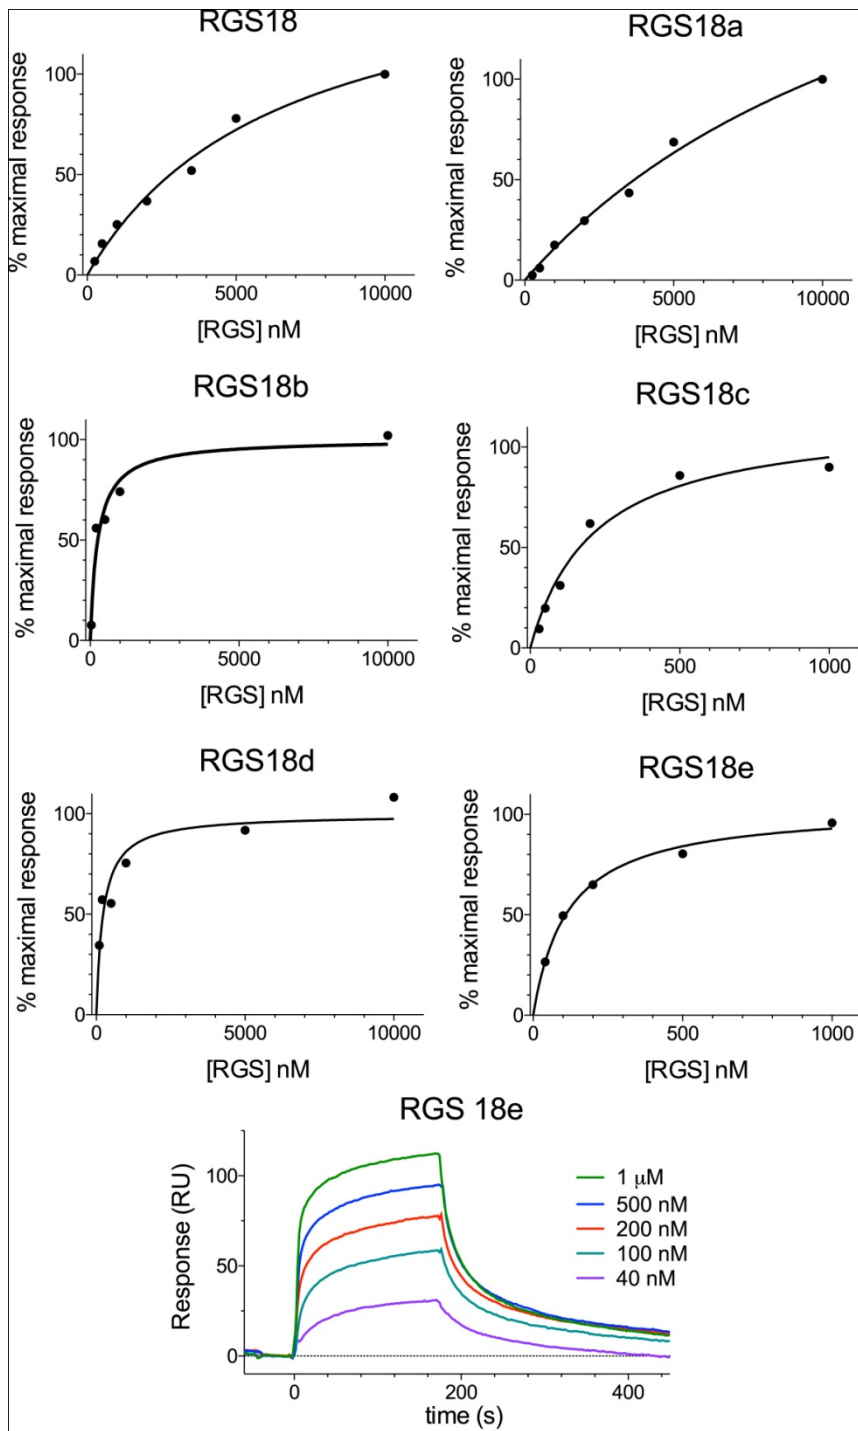 RGS18
% maximal response
100
50
0
0 5000 10000
[RGS] nM
RGS18a
% maximal response
100
50
0
0 5000 10000
[RGS] nM
RGS18b
% maximal response
100
50
0
0 5000 10000
[RGS] nM
RGS18c
% maximal response
100
50
0
0 500 1000
[RGS] nM
RGS18d
% maximal response
100
50
0
0 5000 10000
[RGS] nM
RGS18e
% maximal response
100
50
0
0 500 1000
[RGS] nM
RGS 18e
Response (RU)
100
50
0
0 200 400
time (s)
1 μM
500 nM
200 nM
100 nM
40 nM